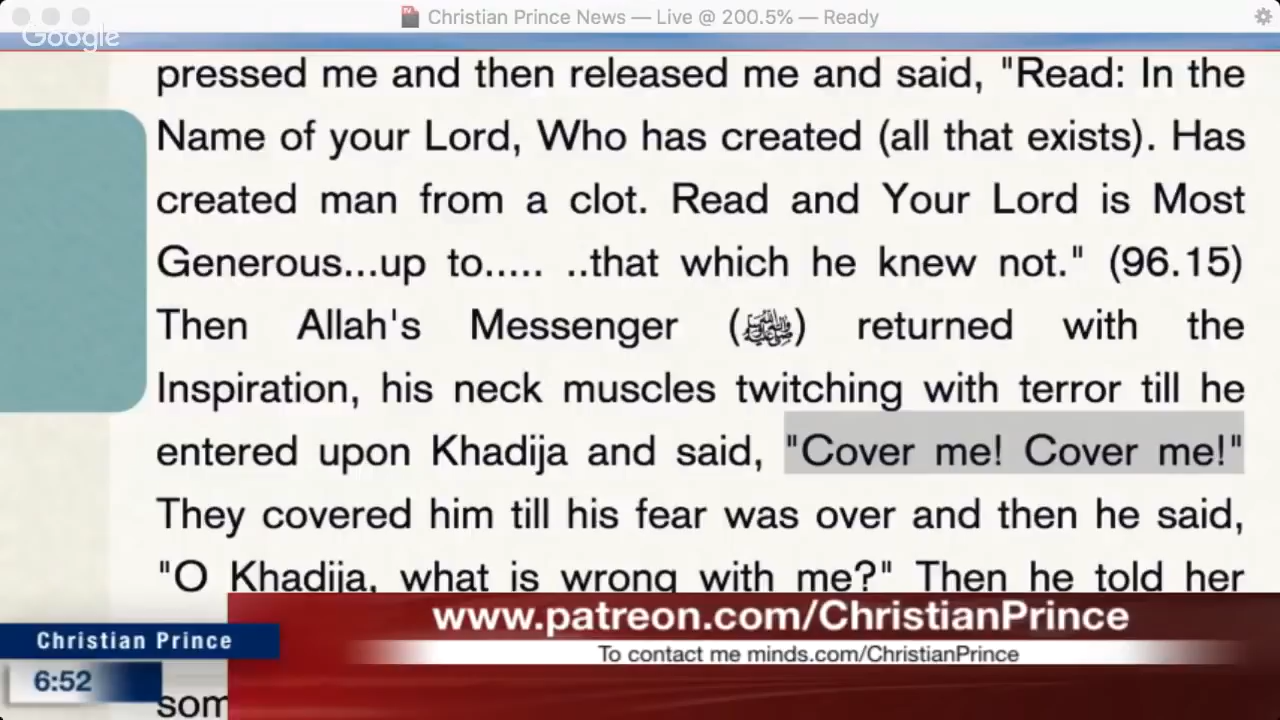 Christian Prince News — Live @ 200.5% — Ready
Google
pressed me and then released me and said, "Read: In the
Name of your Lord, Who has created (all that exists). Has
created man from a clot. Read and Your Lord is Most
Generous...up to..... ..that which he knew not." (96.15)
Then Allah's Messenger (ﷺ) returned with the
Inspiration, his neck muscles twitching with terror till he
entered upon Khadija and said, "Cover me! Cover me!"
They covered him till his fear was over and then he said,
"O Khadija, what is wrong with me?" Then he told her
www.patreon.com/ChristianPrince
Christian Prince
To contact me minds.com/ChristianPrince
6:52
som